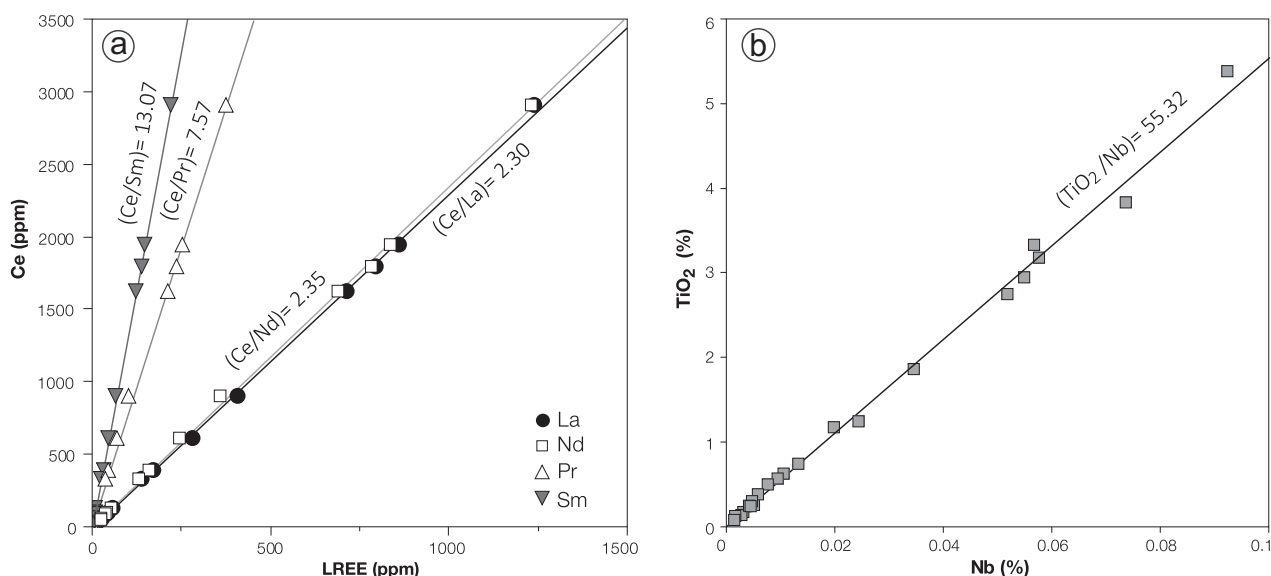 a
3500
3000
2500
2000
1500
1000
500
0
Ce (ppm)
(Ce/Sm)= 13.07
(Ce/Pr)= 7.57
(Ce/La)= 2.30
(Ce/Nd)= 2.35
La
Nd
Pr
Sm
0 500 1000 1500
LREE (ppm)
b
6
5
4
3
2
1
0
TiO₂ (%)
(TiO₂/Nb)= 55.32
0 0.02 0.04 0.06 0.08 0.1
Nb (%)